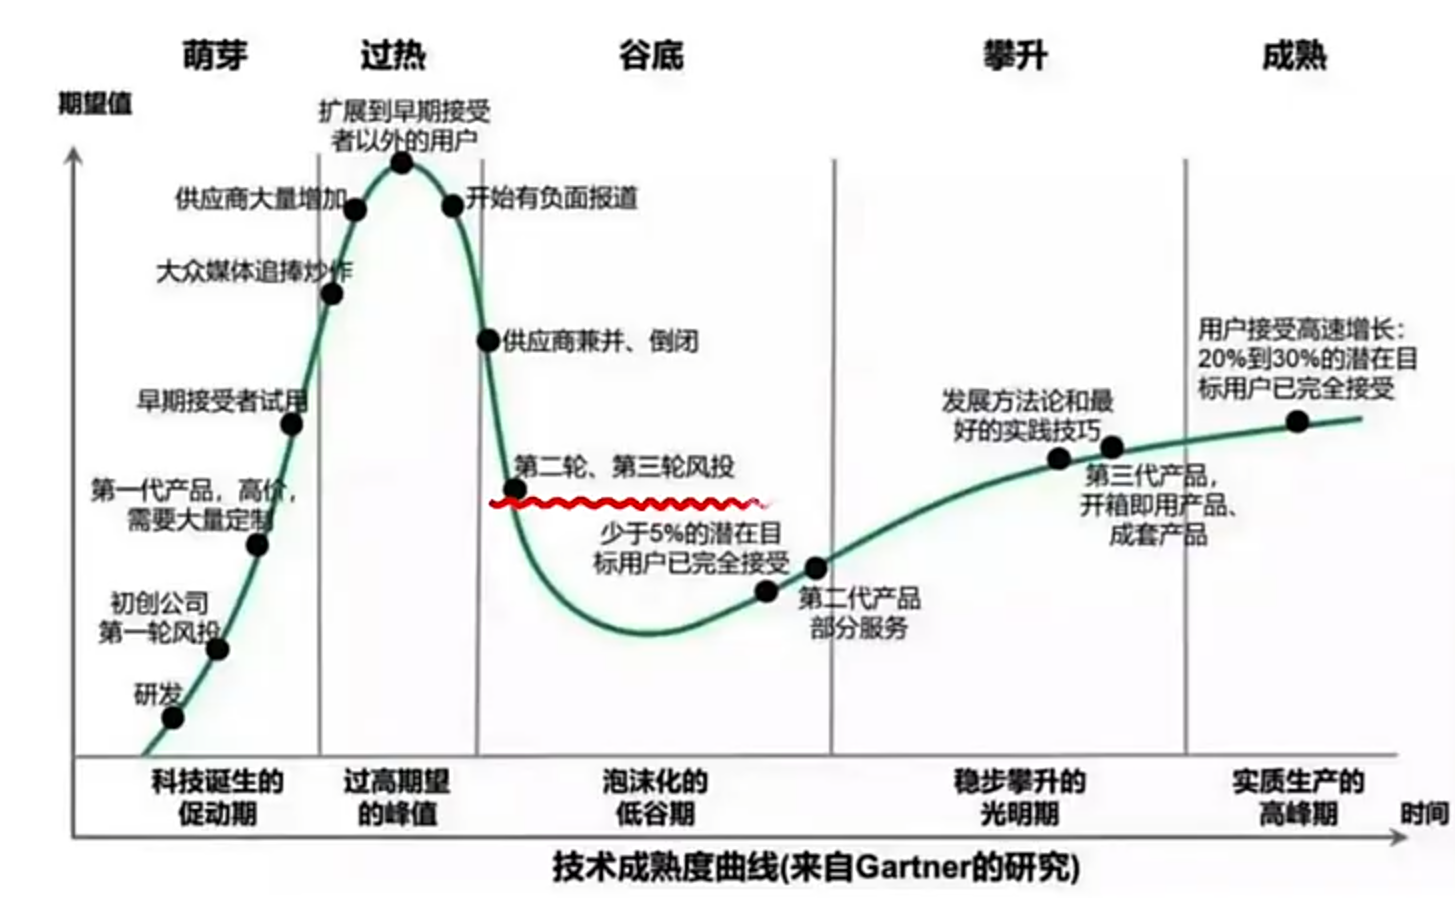 萌芽
过热
谷底
攀升
成熟
期望值
扩展到早期接受
者以外的用户
供应商大量增加
开始有负面报道
大众媒体追捧炒作
供应商兼并、倒闭
用户接受高速增长：
20%到30%的潜在目
标用户已完全接受
早期接受者试用
发展方法论和最
好的实践技巧
第二轮、第三轮风投
第一代产品，高价，
需要大量定制
第三代产品，
开箱即用产品、
成套产品
少于5%的潜在目
标用户已完全接受
初创公司
第一轮风投
第二代产品
部分服务
研发
科技诞生的
促动期
过高期望
的峰值
泡沫化的
低谷期
稳步攀升的
光明期
实质生产的
高峰期
时间
技术成熟度曲线(来自Gartner的研究)